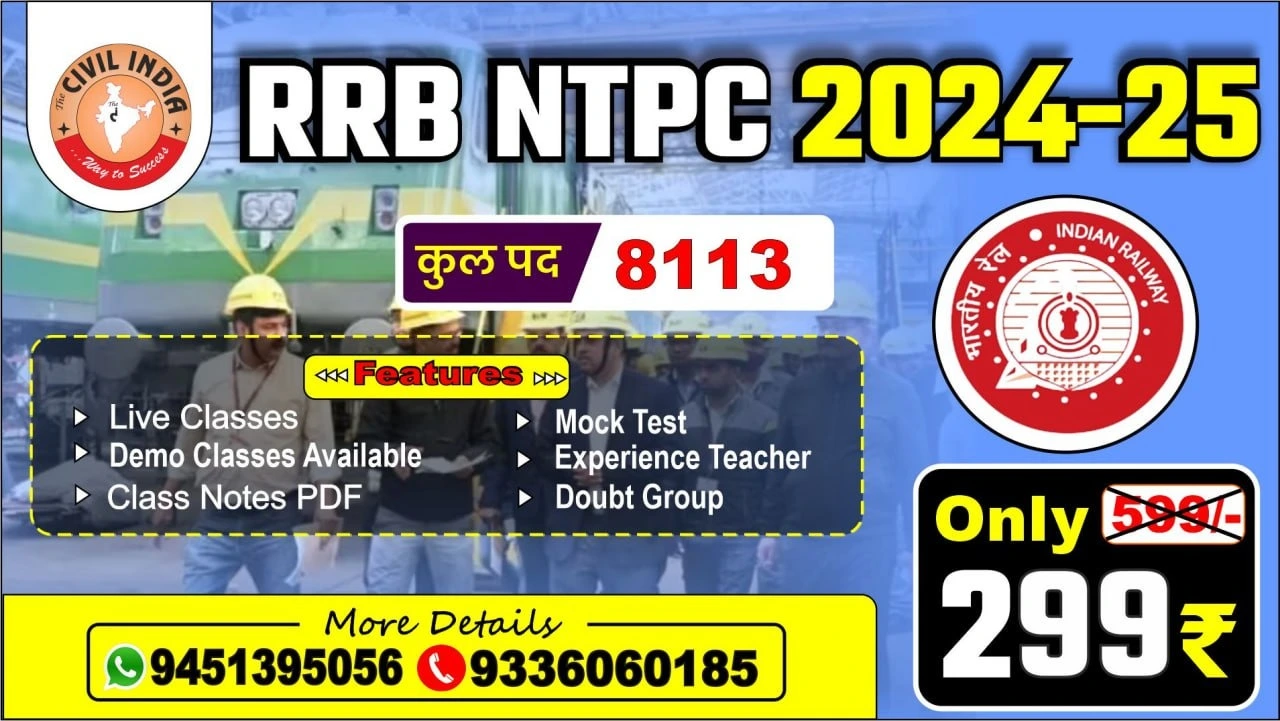 The CIVIL INDIA
The
...Way to Success
RRB NTPC 2024-25
कुल पद 8113
भारतीय रेल
INDIAN RAILWAY
Features
Live Classes
Demo Classes Available
Class Notes PDF
Mock Test
Experience Teacher
Doubt Group
Only 599/-
299₹
More Details
9451395056 9336060185